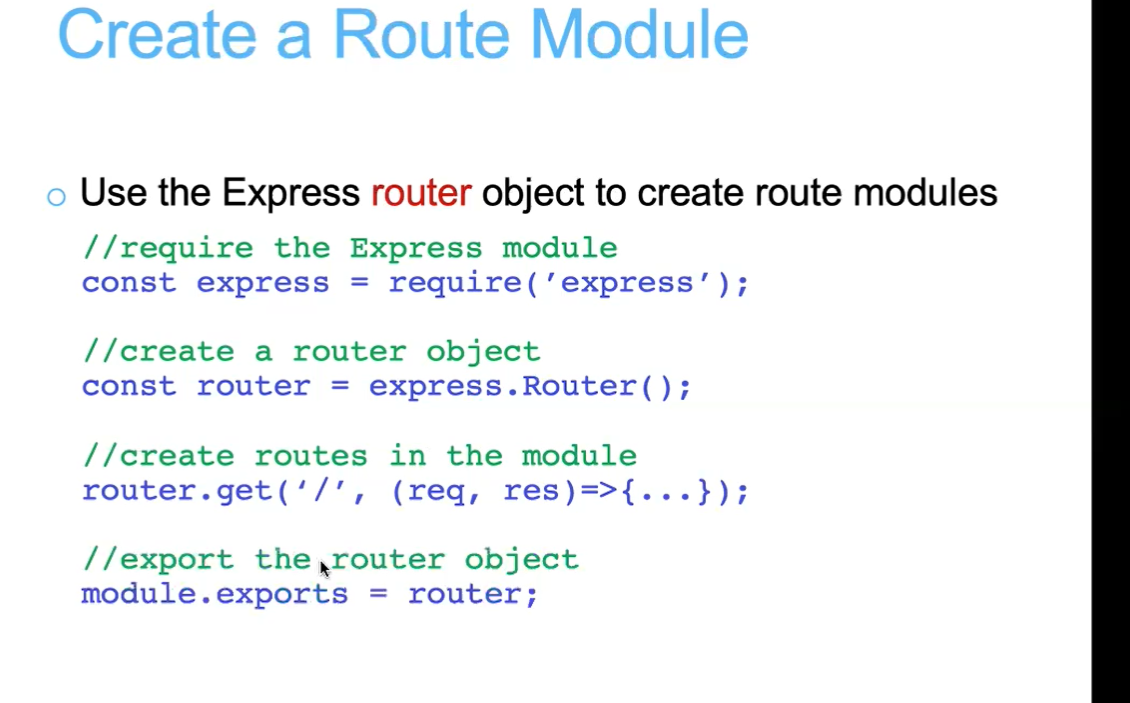 Create a Route Module
Use the Express router object to create route modules
//require the Express module
const express = require(’express’);
//create a router object
const router = express.Router();
//create routes in the module
router.get(‘/’, (req, res)=>{...});
//export the router object
module.exports = router;